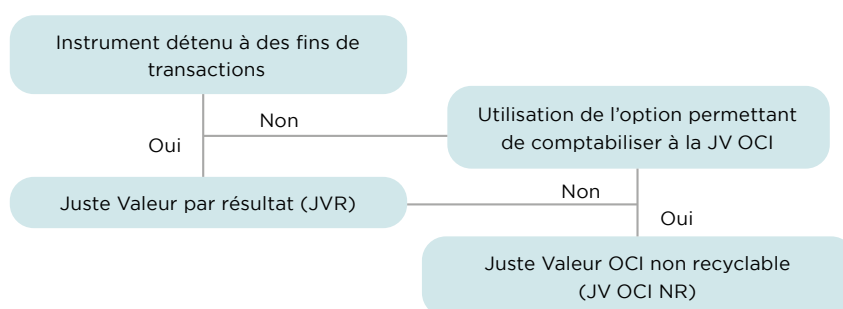 Instrument détenu à des fins de
transactions
Non
Utilisation de l’option permettant
de comptabiliser à la JV OCI
Oui
Juste Valeur par résultat (JVR)
Non
Oui
Juste Valeur OCI non recyclable
(JV OCI NR)